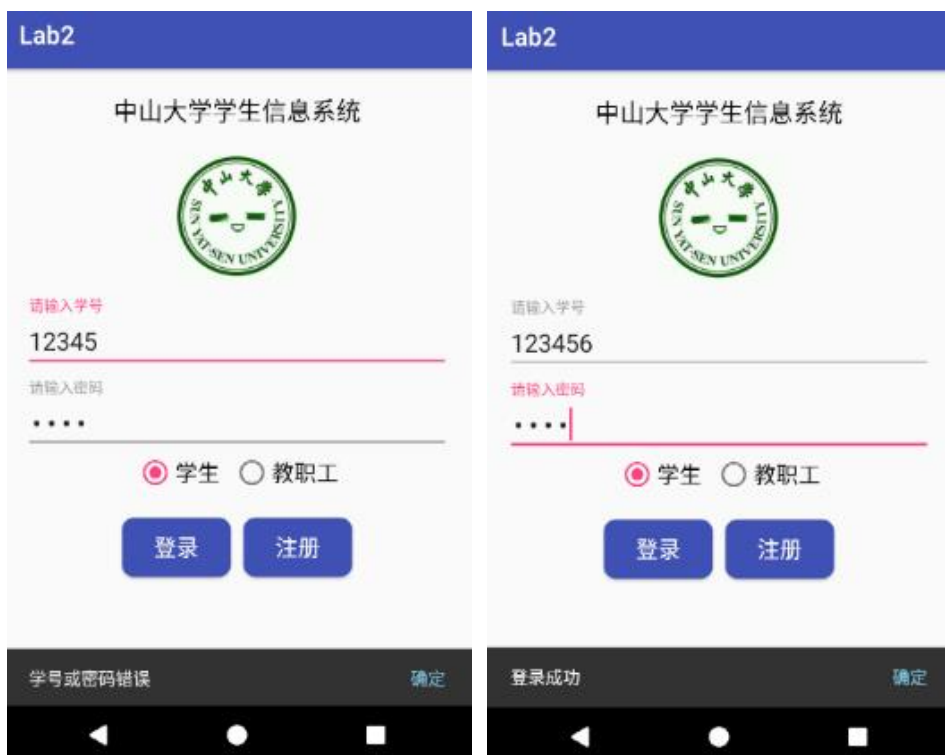 Lab2
中山大学学生信息系统
中山大学
SUN YAT-SEN UNIVERSITY
请输入学号
12345
请输入密码
••••
学生 教职工
登录 注册
学号或密码错误 确定
Lab2
中山大学学生信息系统
中山大学
SUN YAT-SEN UNIVERSITY
请输入学号
123456
请输入密码
••••
学生 教职工
登录 注册
登录成功 确定